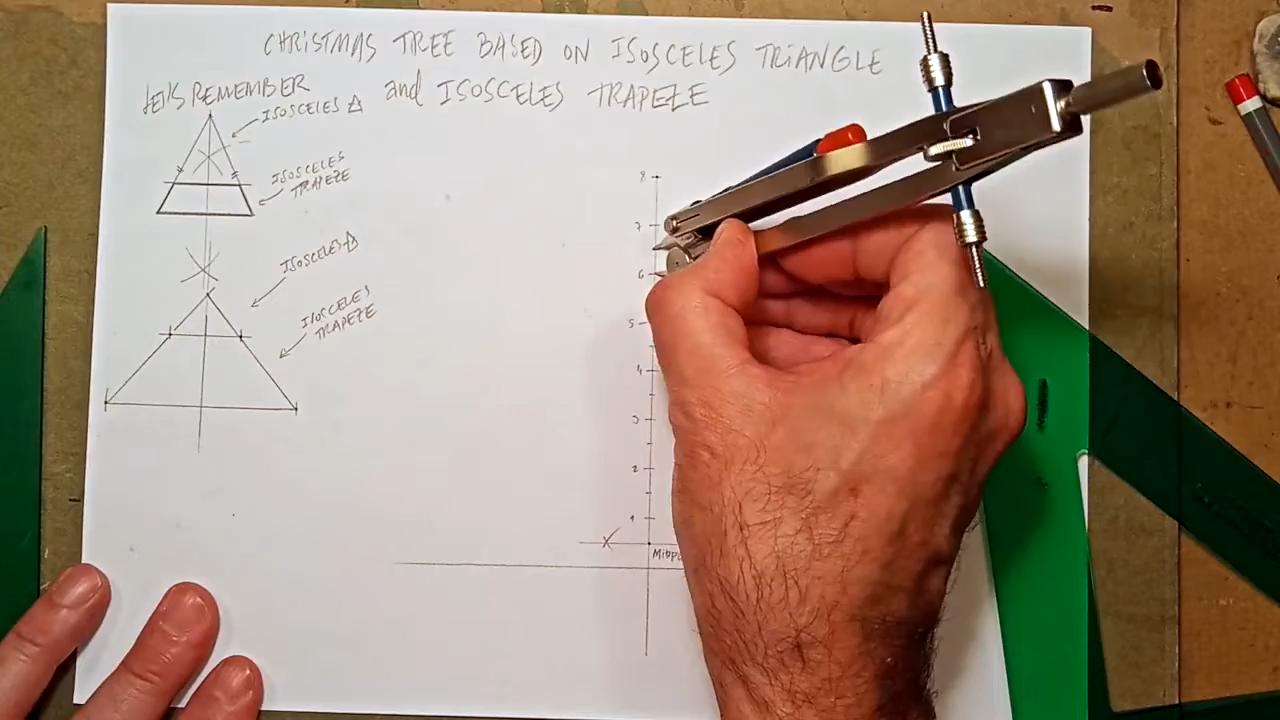 CHRISTMAS TREE BASED ON ISOSCELES TRIANGLE
and ISOSCELES TRAPEZE
LET'S REMEMBER
ISOSCELES △
ISOSCELES
TRAPEZE
ISOSCELES △
ISOSCELES
TRAPEZE
8
7
6
5
4
3
2
1